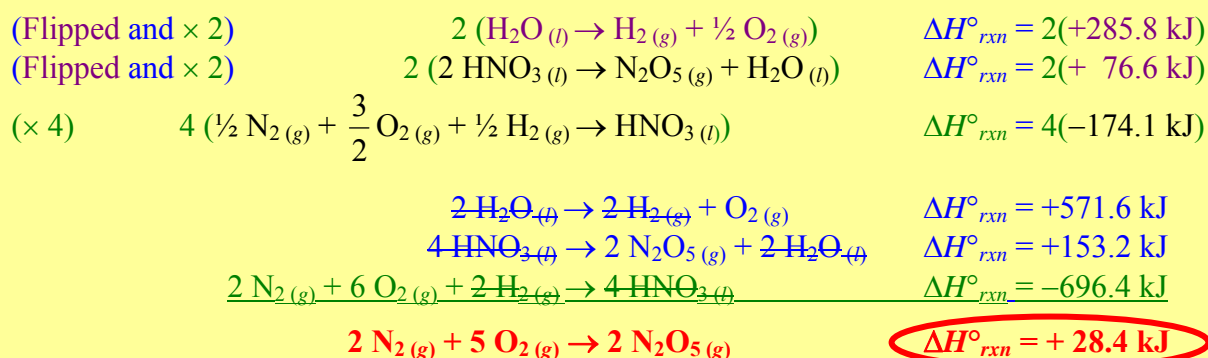 (Flipped and × 2) 2 (H₂O (l) → H₂ (g) + ½ O₂ (g)) ΔH°rxn = 2(+285.8 kJ)
(Flipped and × 2) 2 (2 HNO₃ (l) → N₂O₅ (g) + H₂O (l)) ΔH°rxn = 2(+ 76.6 kJ)
(× 4) 4 (½ N₂ (g) + 3/2 O₂ (g) + ½ H₂ (g) → HNO₃ (l)) ΔH°rxn = 4(–174.1 kJ)
2 H₂O (l) → 2 H₂ (g) + O₂ (g) ΔH°rxn = +571.6 kJ
4 HNO₃ (l) → 2 N₂O₅ (g) + 2 H₂O (l) ΔH°rxn = +153.2 kJ
2 N₂ (g) + 6 O₂ (g) + 2 H₂ (g) → 4 HNO₃ (l) ΔH°rxn = –696.4 kJ
2 N₂ (g) + 5 O₂ (g) → 2 N₂O₅ (g) ΔH°rxn = + 28.4 kJ